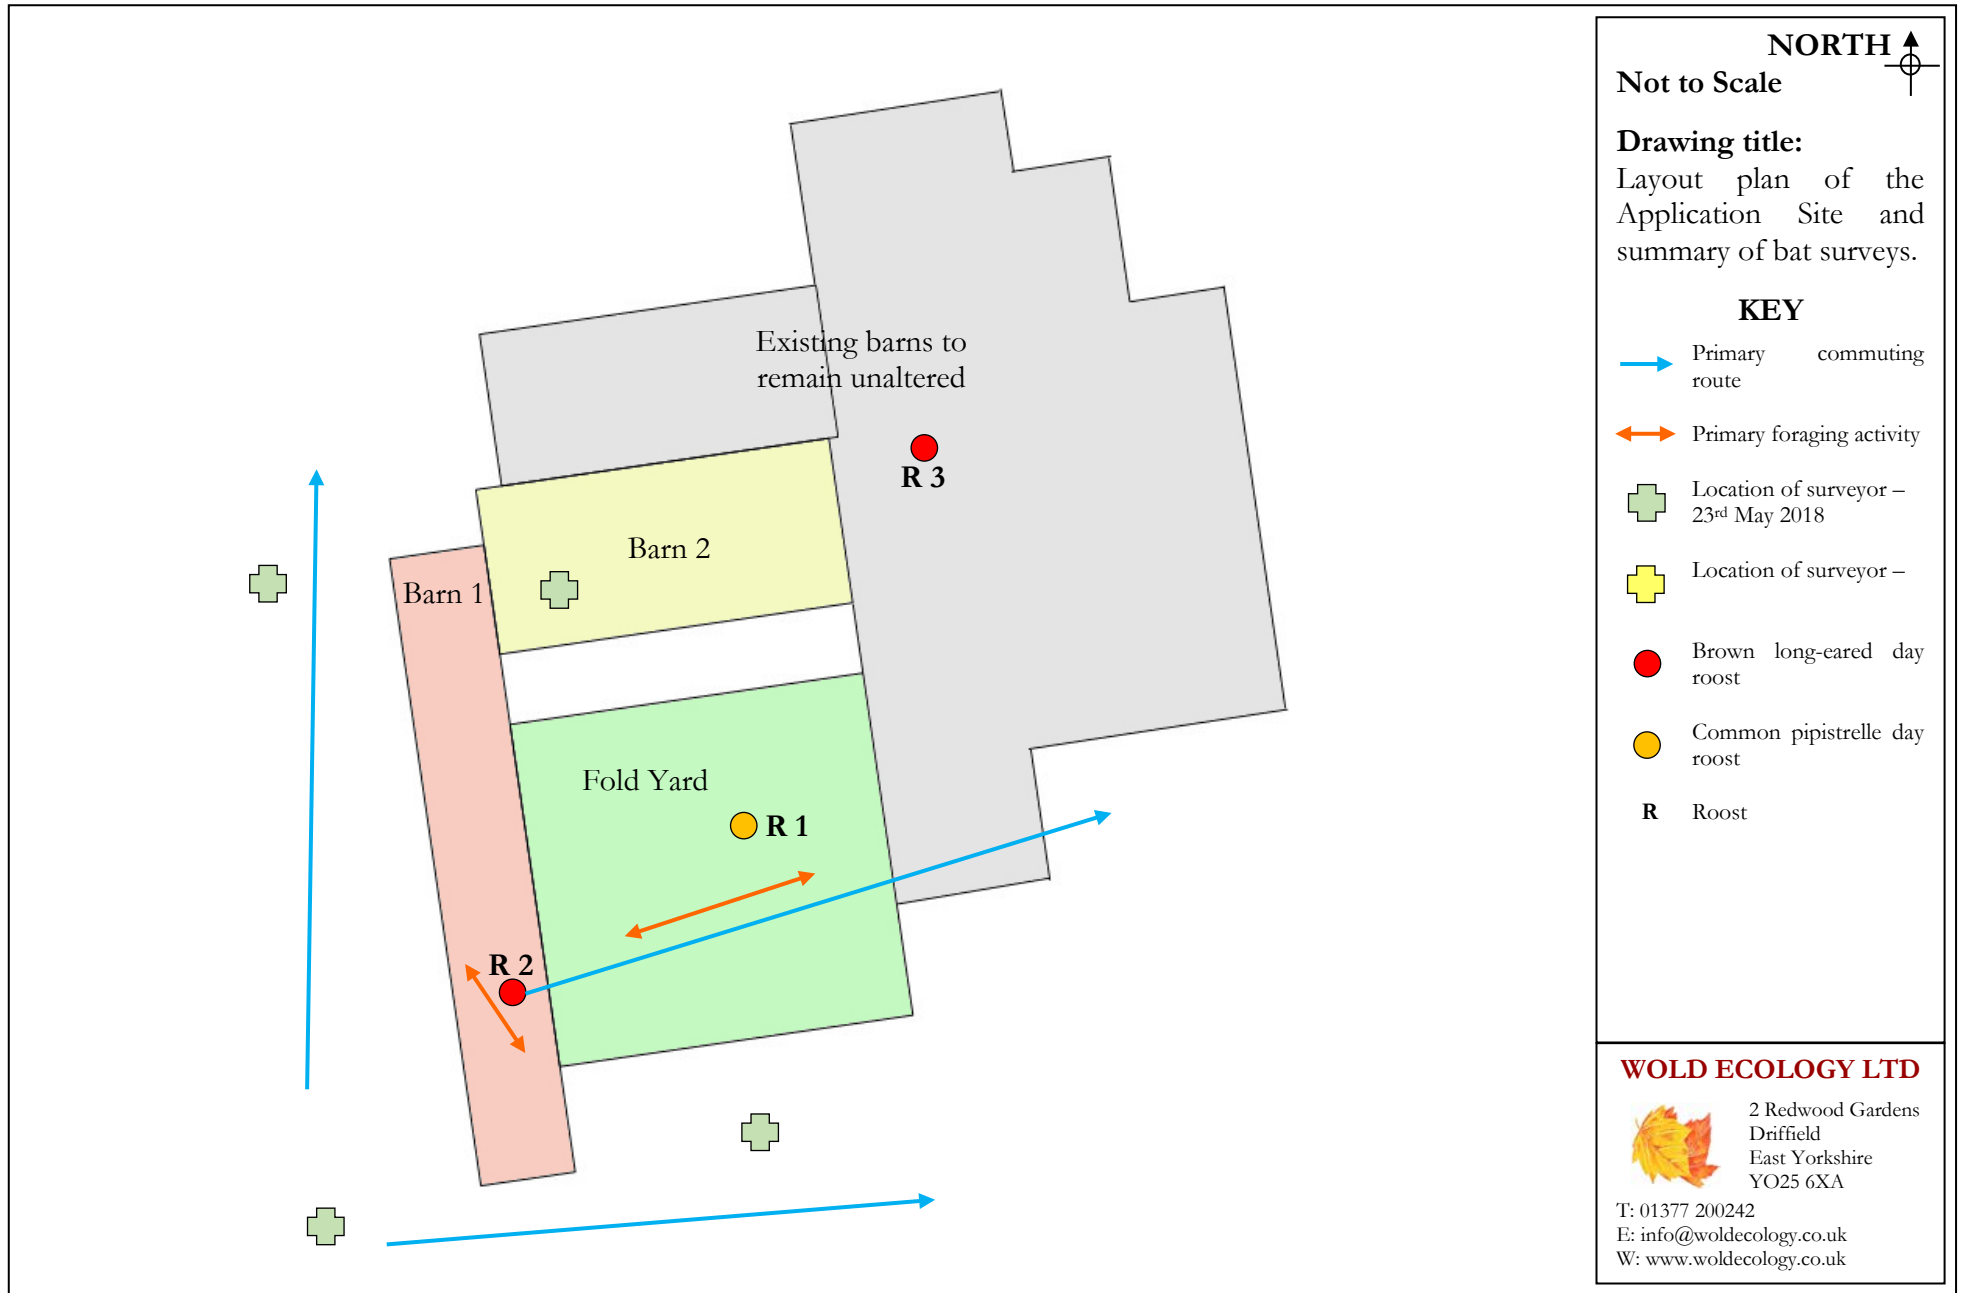 Existing barns to
remain unaltered
R 3
Barn 2
Barn 1
Fold Yard
R 1
R 2
NORTH
Not to Scale
Drawing title:
Layout plan of the
Application Site and
summary of bat surveys.
KEY
Primary commuting
route
Primary foraging activity
Location of surveyor –
23rd May 2018
Location of surveyor –
Brown long-eared day
roost
Common pipistrelle day
roost
R Roost
WOLD ECOLOGY LTD
2 Redwood Gardens
Driffield
East Yorkshire
YO25 6XA
T: 01377 200242
E: info@woldecology.co.uk
W: www.woldecology.co.uk